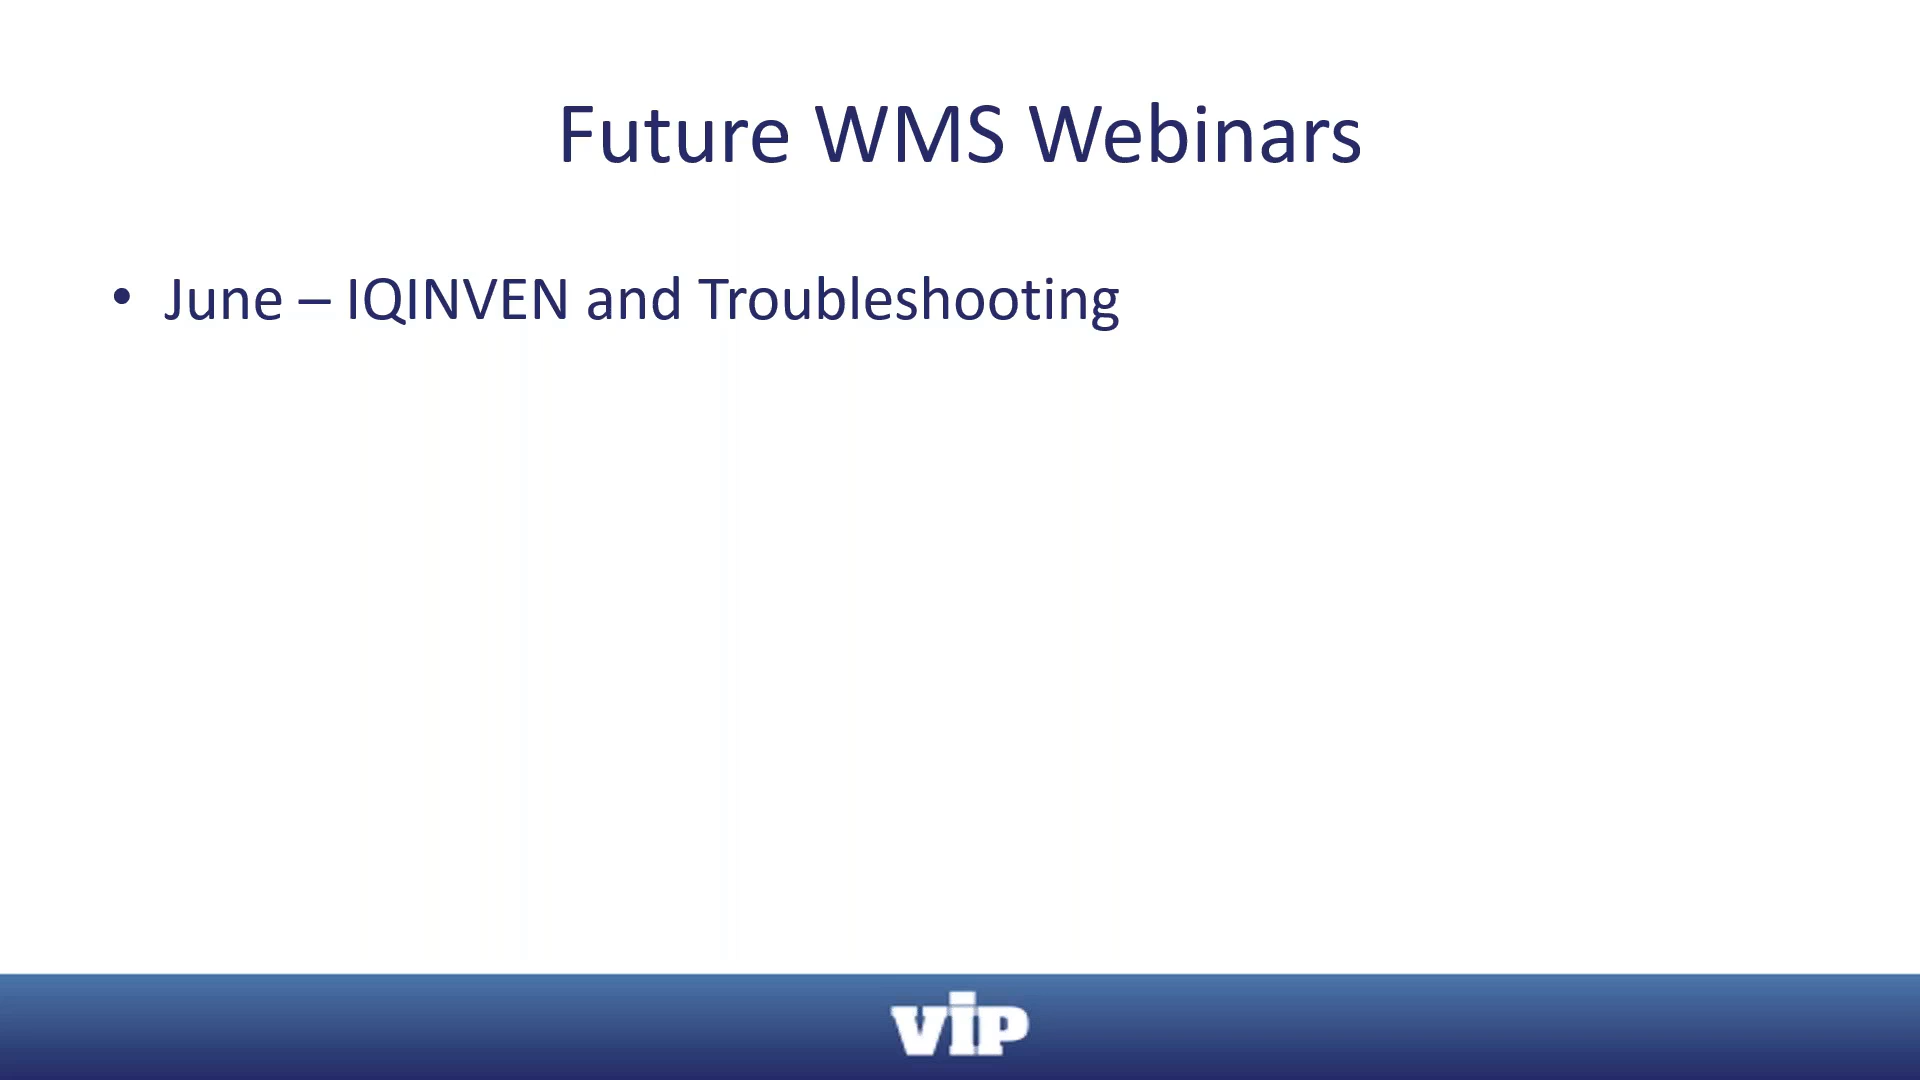 Future WMS Webinars
• June – IQINVEN and Troubleshooting
vip